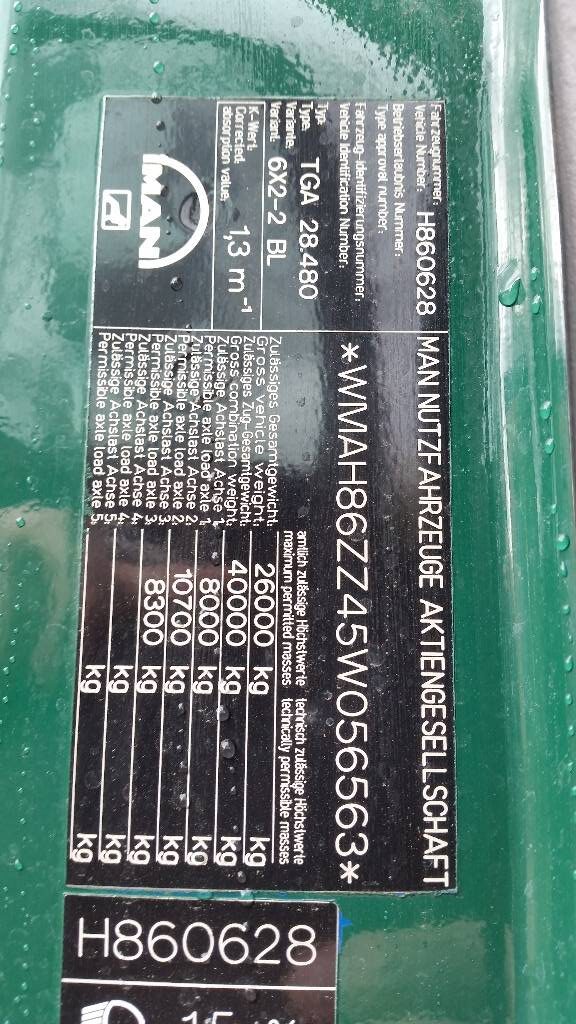 Fahrzeugnummer:
Vehicle Number: H860628
MAN NUTZFAHRZEUGE AKTIENGESELLSCHAFT
Betriebserlaubnis Nummer:
Type approval number:
Fahrzeug-Identifizierungsnummer:
Vehicle Identification Number:
*WMAH86ZZ45W056563*
Typ
Type TGA 28.480
Variante
Variant 6X2-2 BL
K-Wert
Corrected
absorption value 1,3 m⁻¹
MAN
amtlich zulässige Höchstwerte technisch zulässige Höchstwerte
maximum permitted masses technically permissible masses
Zulässiges Gesamtgewicht:
Gross vehicle weight: 26000 kg kg
Zulässiges Zug-Gesamtgewicht:
Gross combination weight: 40000 kg kg
Zulässige Achslast Achse 1.
Permissible axle load axle 1. 8000 kg kg
Zulässige Achslast Achse 2.
Permissible axle load axle 2. 10700 kg kg
Zulässige Achslast Achse 3.
Permissible axle load axle 3. 8300 kg kg
Zulässige Achslast Achse 4.
Permissible axle load axle 4. kg kg
Zulässige Achslast Achse 5.
Permissible axle load axle 5. kg kg
H860628